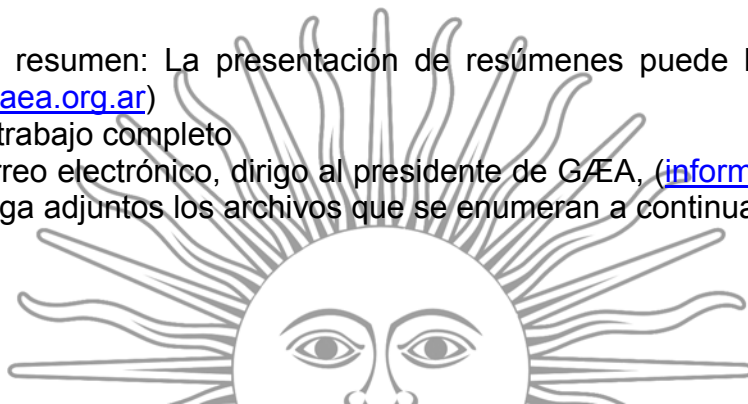 resumen: La presentación de resúmenes puede
aea.org.ar)
trabajo completo
rreo electrónico, dirigo al presidente de GÆA, (inform
ga adjuntos los archivos que se enumeran a continua